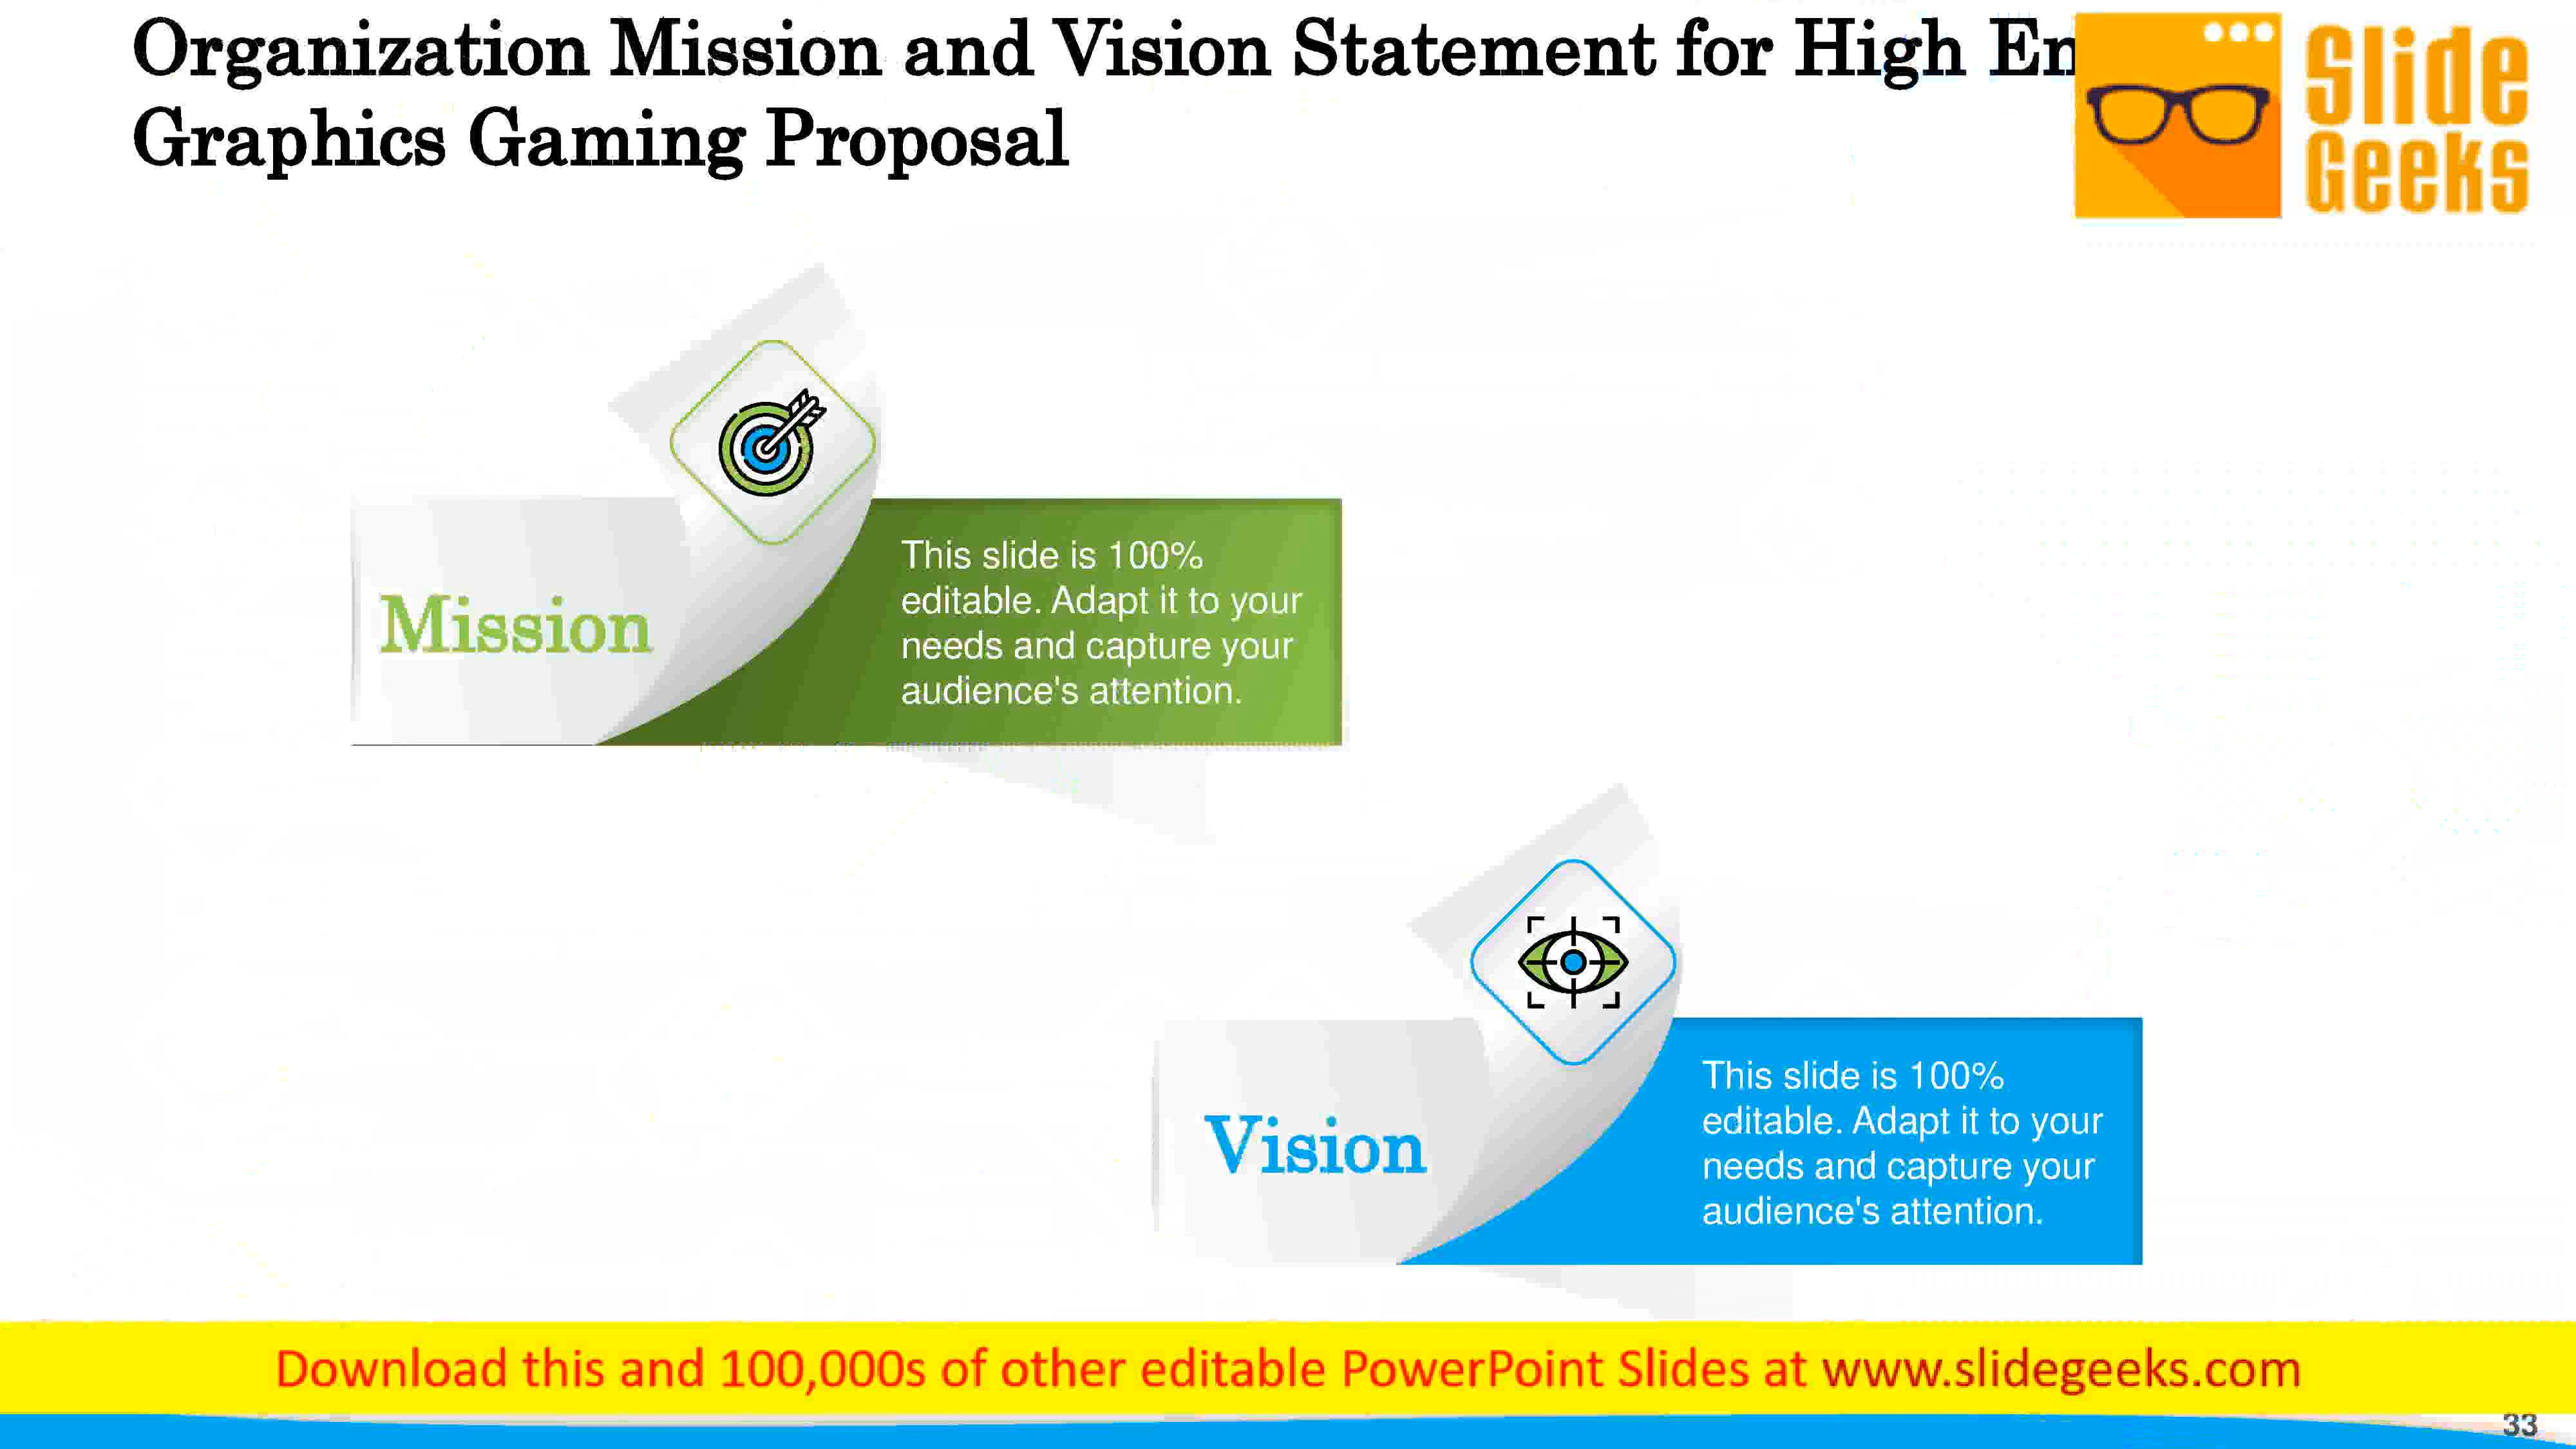 Organization Mission and Vision Statement for High En
Graphics Gaming Proposal
Slide
Geeks
Mission
This slide is 100%
editable. Adapt it to your
needs and capture your
audience's attention.
Vision
This slide is 100%
editable. Adapt it to your
needs and capture your
audience's attention.
Download this and 100,000s of other editable PowerPoint Slides at www.slidegeeks.com
33